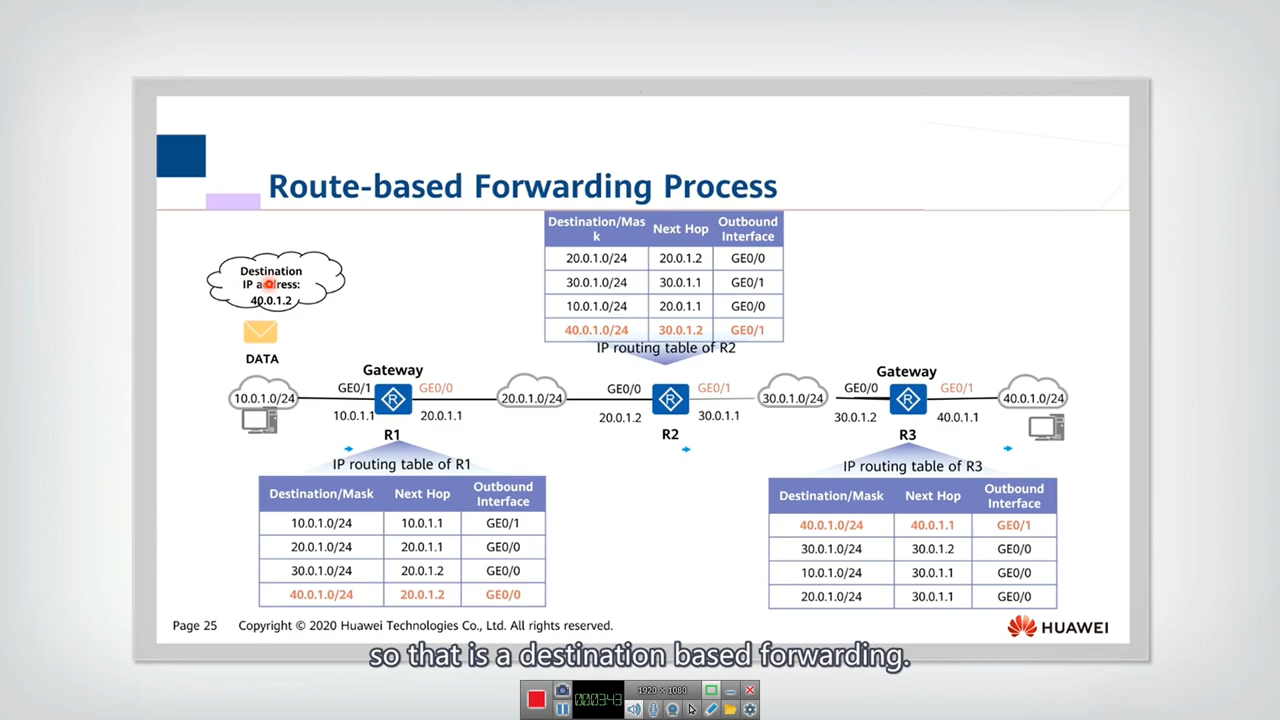 Route-based Forwarding Process
Destination/Mas
k
Next Hop
Outbound
Interface
20.0.1.0/24 20.0.1.2 GE0/0
30.0.1.0/24 30.0.1.1 GE0/1
10.0.1.0/24 20.0.1.1 GE0/0
40.0.1.0/24 30.0.1.2 GE0/1
IP routing table of R2
Destination
IP address:
40.0.1.2
DATA
Gateway
Gateway
10.0.1.0/24 GE0/1 GE0/0 20.0.1.0/24 GE0/0 GE0/1 30.0.1.0/24 GE0/0 GE0/1 40.0.1.0/24
10.0.1.1 20.0.1.1 20.0.1.2 30.0.1.1 30.0.1.2 40.0.1.1
R R R
R1 R2 R3
IP routing table of R1
Destination/Mask Next Hop Outbound
Interface
10.0.1.0/24 10.0.1.1 GE0/1
20.0.1.0/24 20.0.1.1 GE0/0
30.0.1.0/24 20.0.1.2 GE0/0
40.0.1.0/24 20.0.1.2 GE0/0
IP routing table of R3
Destination/Mask Next Hop Outbound
Interface
40.0.1.0/24 40.0.1.1 GE0/1
30.0.1.0/24 30.0.1.2 GE0/0
10.0.1.0/24 30.0.1.1 GE0/0
20.0.1.0/24 30.0.1.1 GE0/0
Page 25 Copyright © 2020 Huawei Technologies Co., Ltd. All rights reserved.
HUAWEI
so that is a destination based forwarding.
00:03:43
1920 × 1080